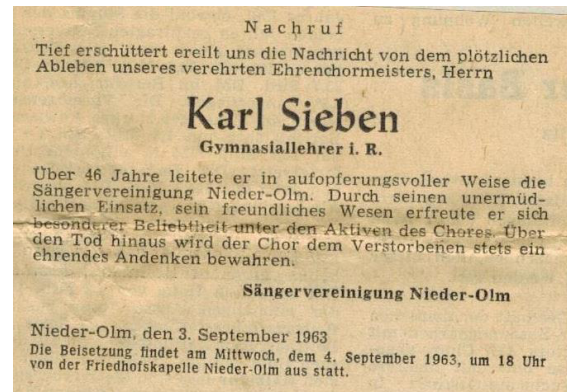 Nachruf
Tief erschüttert ereilt uns die Nachricht von dem plötzlichen
Ableben unseres verehrten Ehrenchormeisters, Herrn
Karl Sieben
Gymnasiallehrer i. R.
Über 46 Jahre leitete er in aufopferungsvoller Weise die
Sängervereinigung Nieder-Olm. Durch seinen unermüd-
lichen Einsatz, sein freundliches Wesen erfreute er sich
besonderer Beliebtheit unter den Aktiven des Chores. Über
den Tod hinaus wird der Chor dem Verstorbenen stets ein
ehrendes Andenken bewahren.
Sängervereinigung Nieder-Olm
Nieder-Olm, den 3. September 1963
Die Beisetzung findet am Mittwoch, dem 4. September 1963, um 18 Uhr
von der Friedhofskapelle Nieder-Olm aus statt.